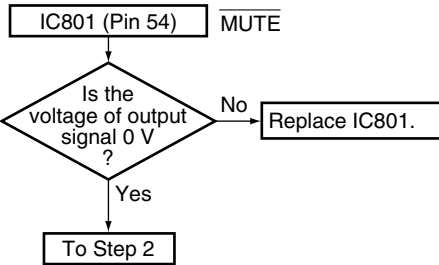 IC801 (Pin 54) MUTE
Is the
voltage of output
signal 0 V
?
No
Replace IC801.
Yes
To Step 2